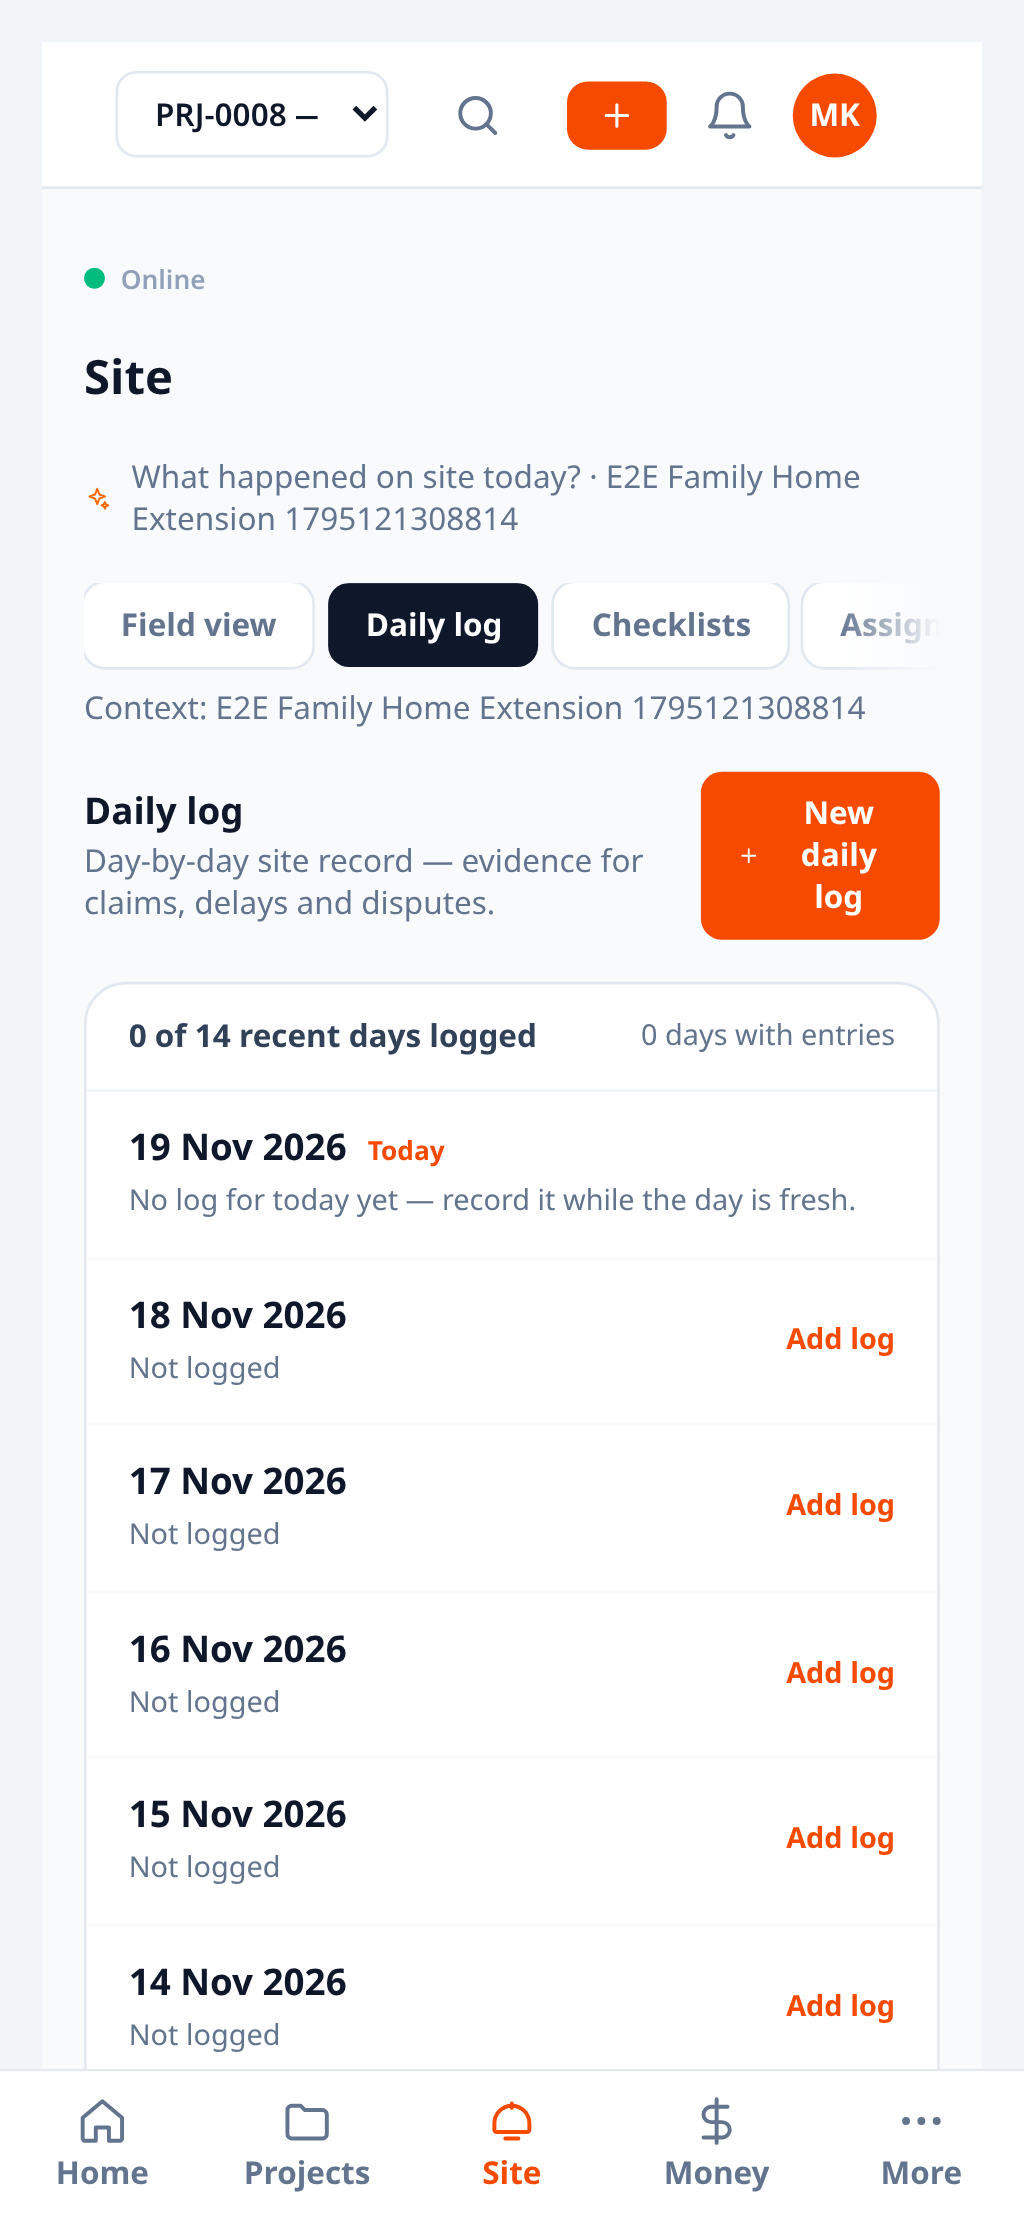 PRJ-0008 –
MK
Online
Site
What happened on site today? · E2E Family Home
Extension 1795121308814
Field view
Daily log
Checklists
Assign
Context: E2E Family Home Extension 1795121308814
Daily log
Day-by-day site record — evidence for
claims, delays and disputes.
+ New
daily
log
0 of 14 recent days logged
0 days with entries
19 Nov 2026 Today
No log for today yet — record it while the day is fresh.
18 Nov 2026
Not logged
Add log
17 Nov 2026
Not logged
Add log
16 Nov 2026
Not logged
Add log
15 Nov 2026
Not logged
Add log
14 Nov 2026
Not logged
Add log
Home
Projects
Site
Money
More